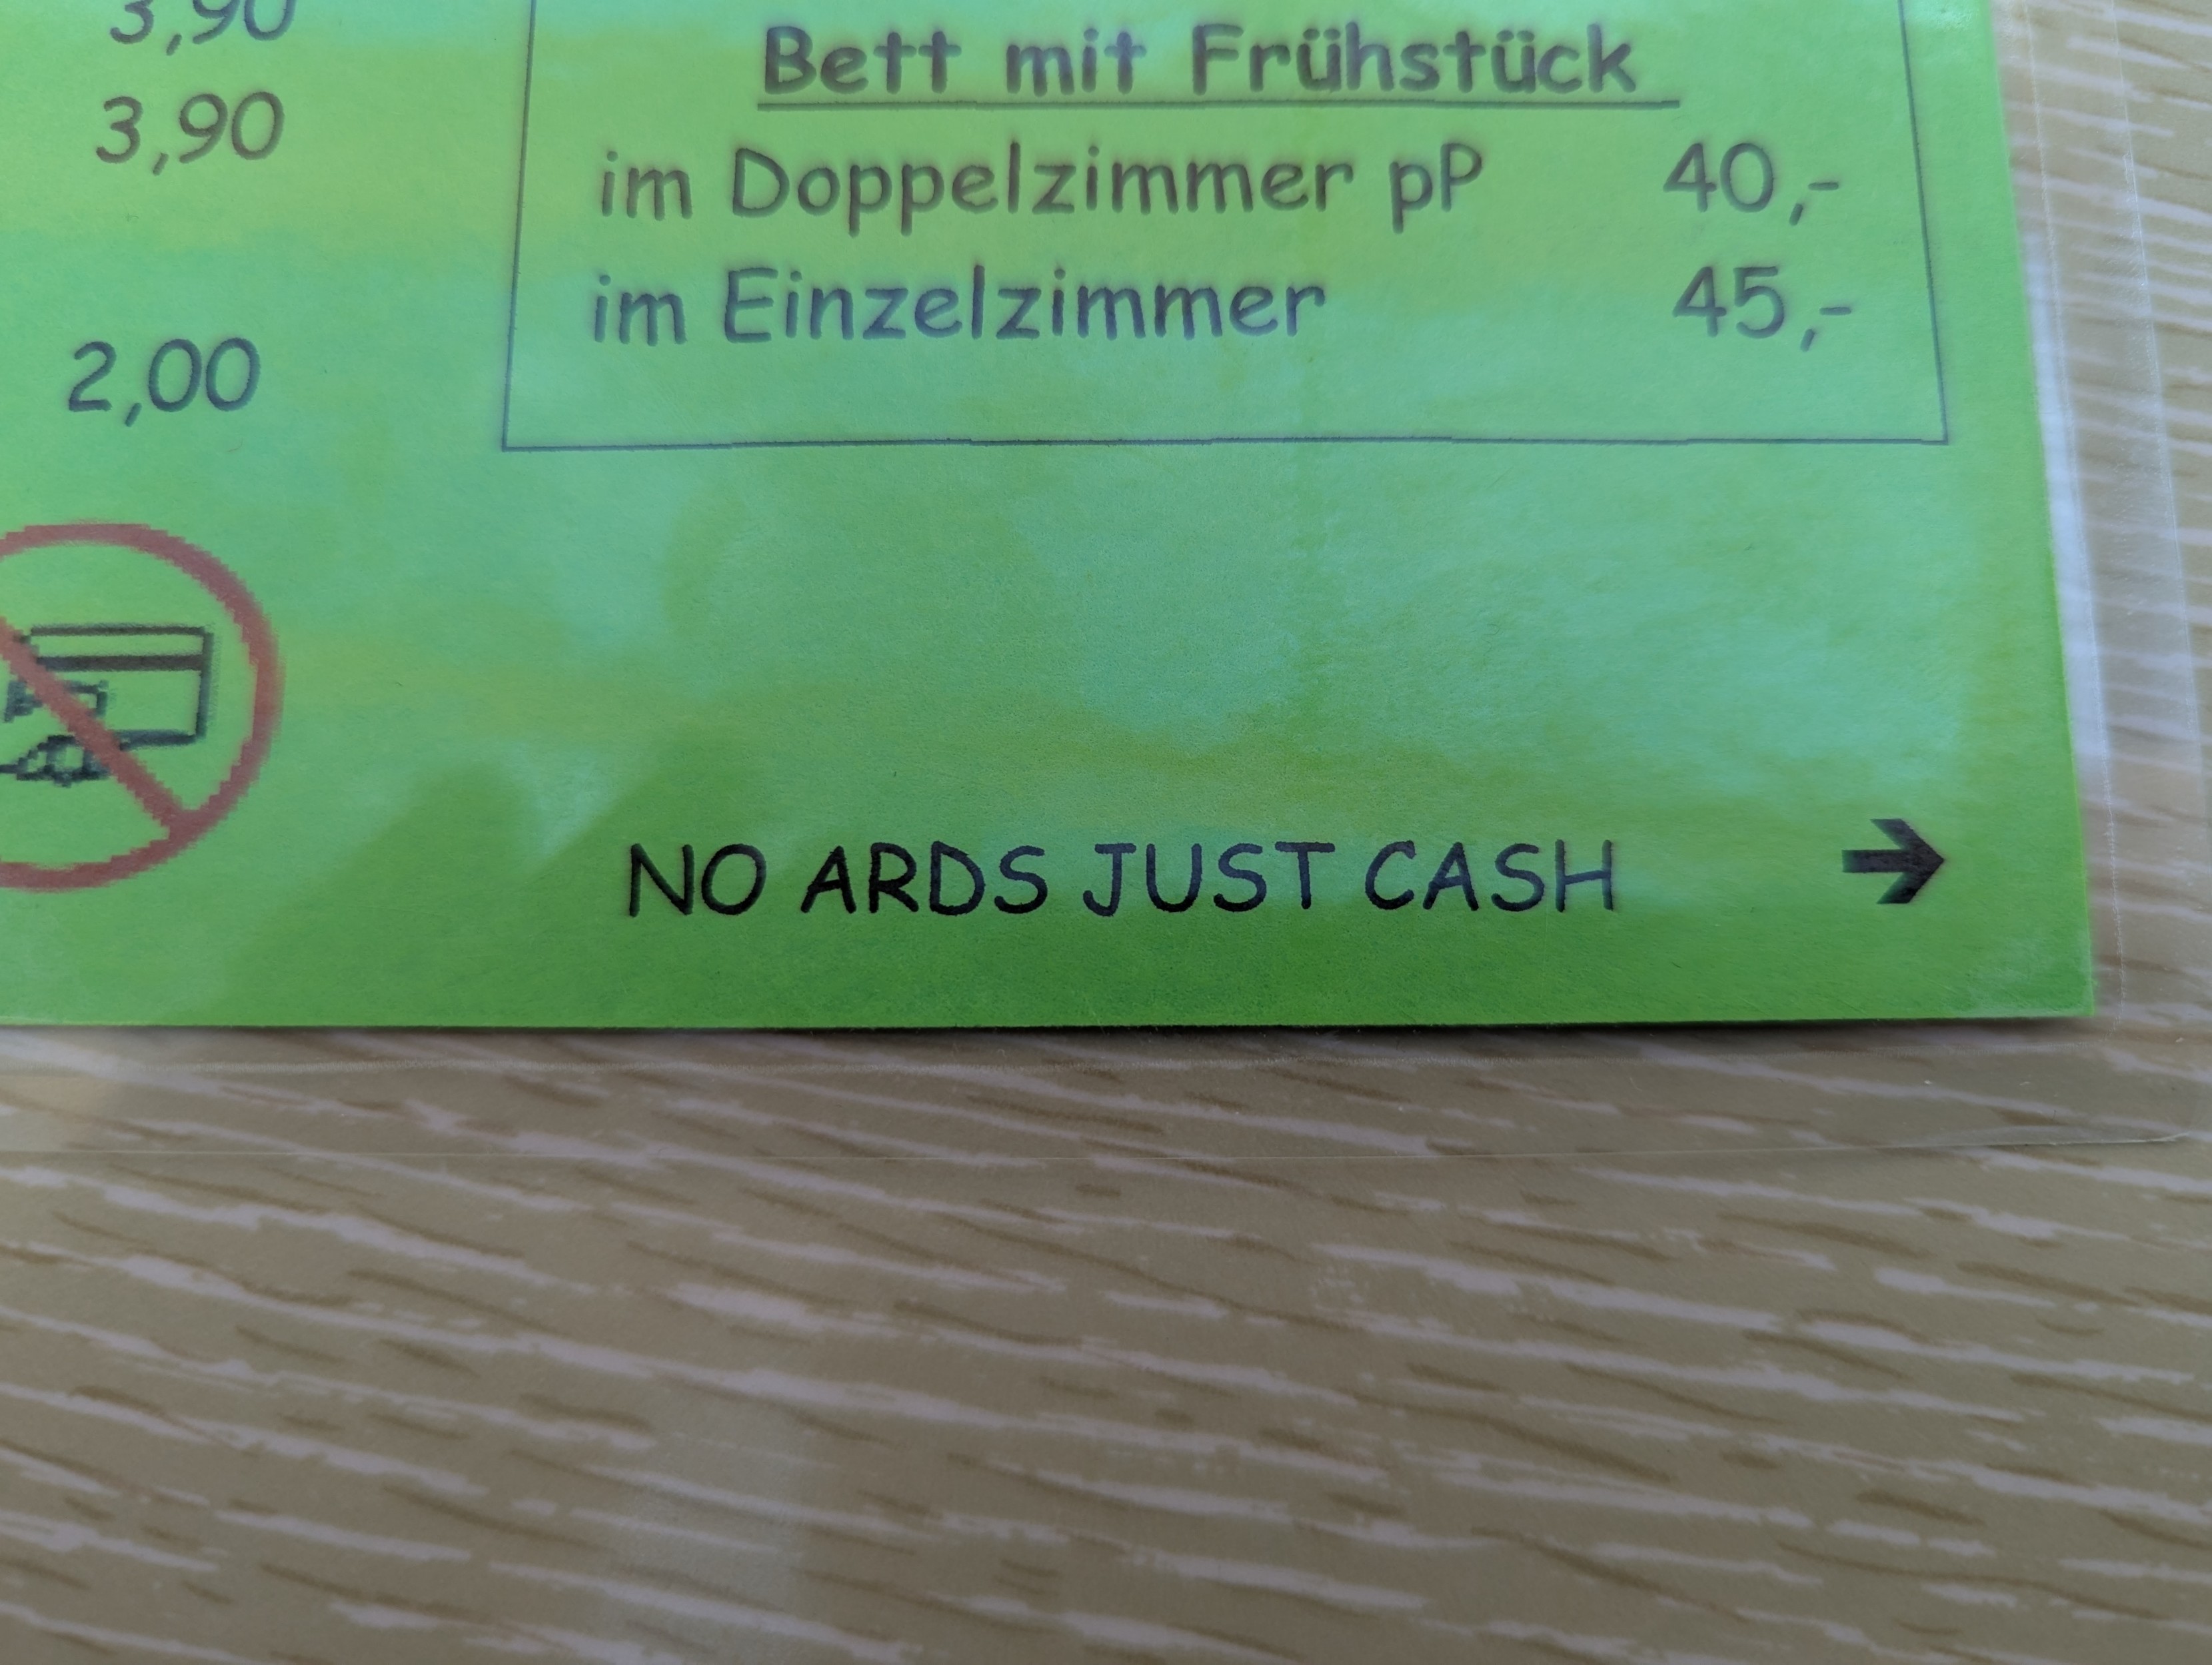 3,90
3,90
2,00
Bett mit Frühstück
im Doppelzimmer pP 40,-
im Einzelzimmer 45,-
NO ARDS JUST CASH →